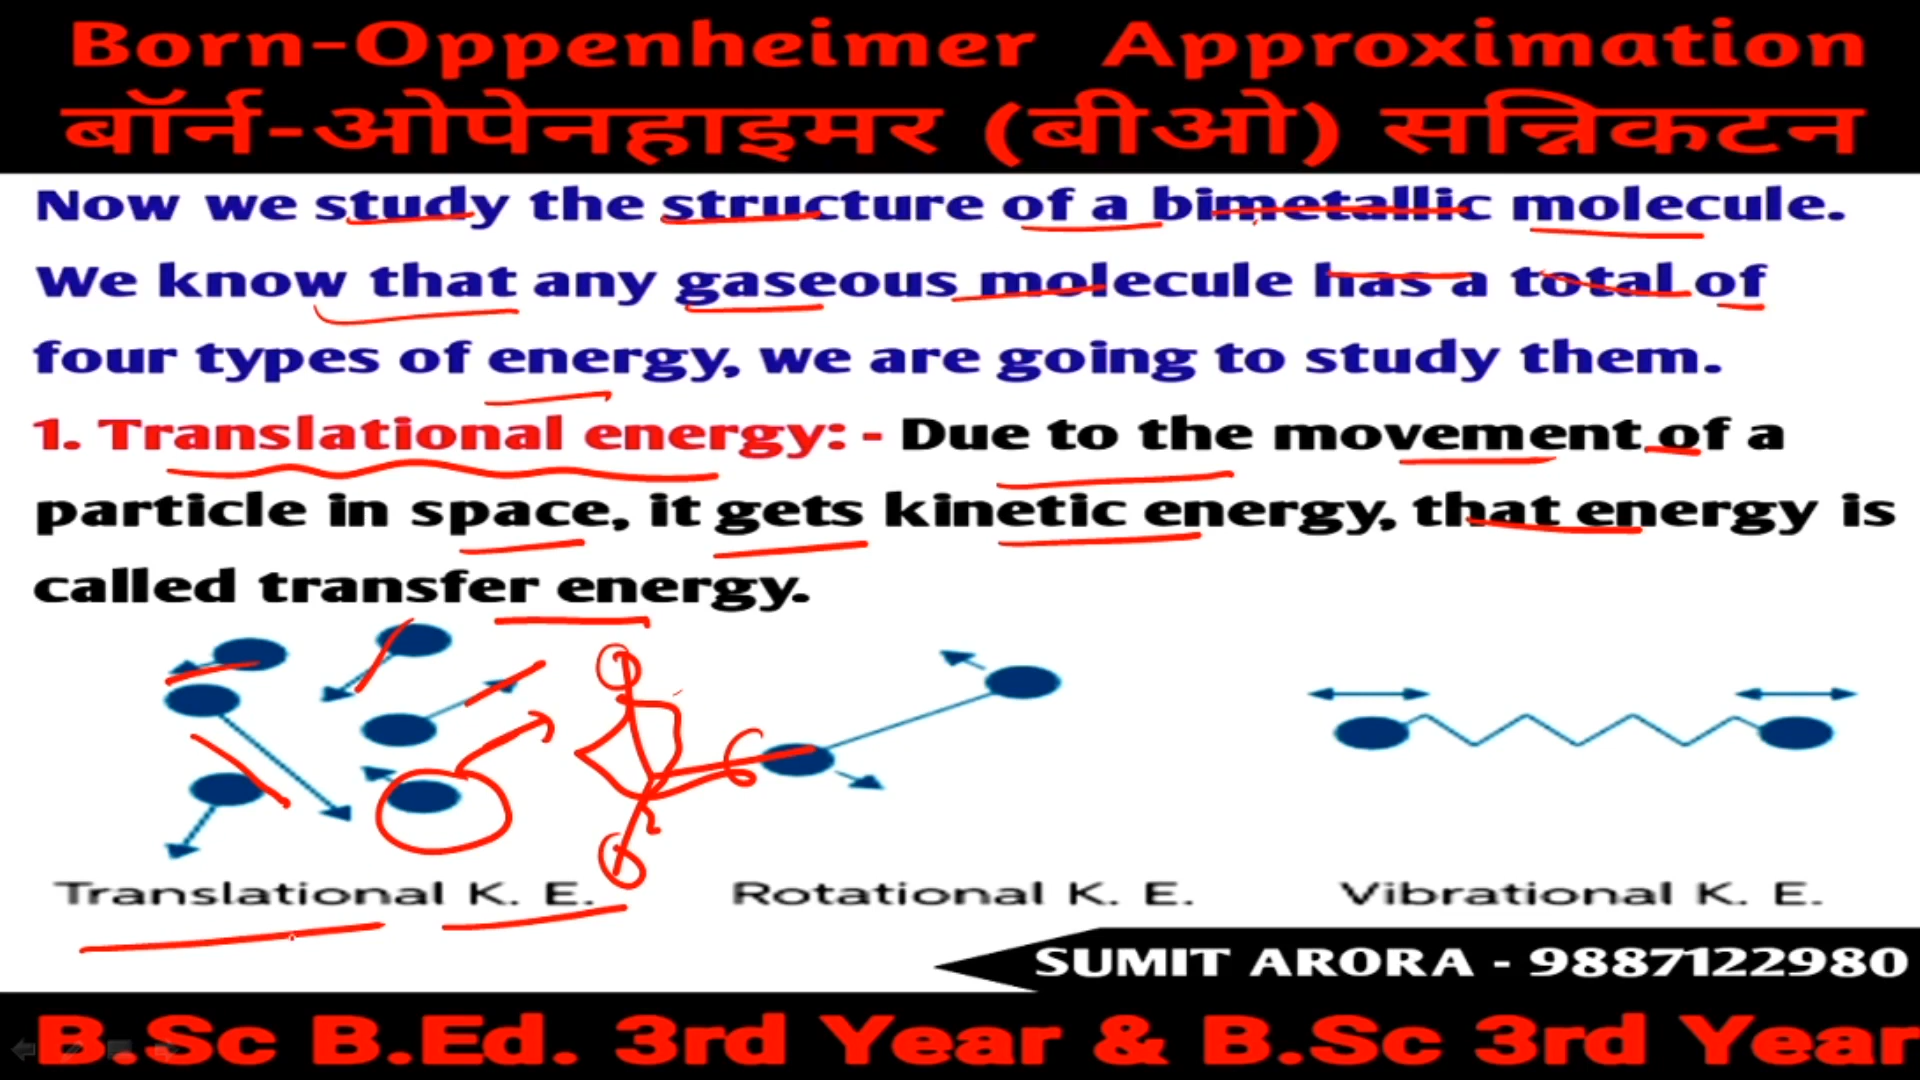 Born-Oppenheimer Approximation
बॉर्न-ओपेनहाइमर (बीओ) सन्निकटन
Now we study the structure of a bimetallic molecule.
We know that any gaseous molecule has a total of
four types of energy, we are going to study them.
1. Translational energy: - Due to the movement of a
particle in space, it gets kinetic energy, that energy is
called transfer energy.
Translational K. E.
Rotational K. E.
Vibrational K. E.
SUMIT ARORA - 9887122980
B.Sc B.Ed. 3rd Year & B.Sc 3rd Year